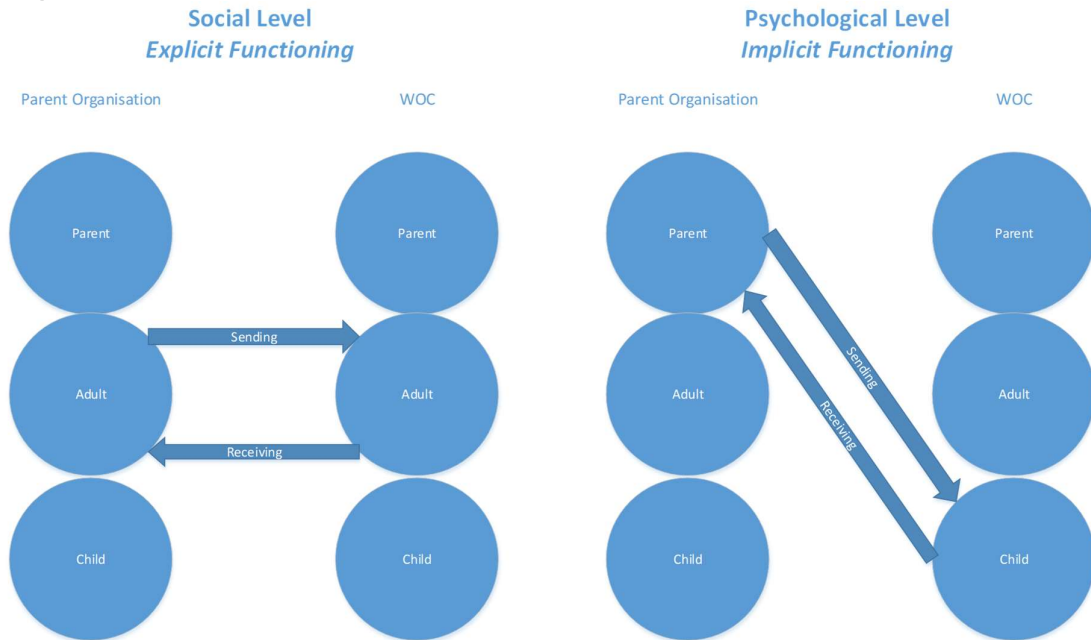 Social Level
Explicit Functioning
Parent Organisation
WOC
Parent
Parent
Sending
Adult
Adult
Receiving
Child
Child
Psychological Level
Implicit Functioning
Parent Organisation
WOC
Parent
Parent
Sending
Adult
Adult
Receiving
Child
Child